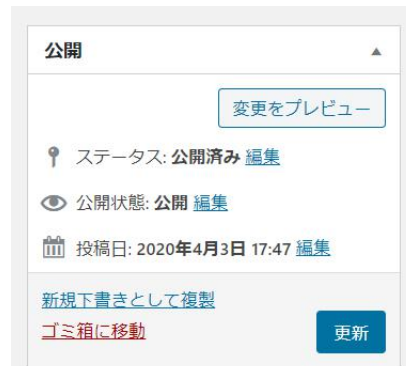 公開
変更をプレビュー
ステータス: 公開済み 編集
公開状態: 公開 編集
投稿日: 2020年4月3日 17:47 編集
新規下書きとして複製
ゴミ箱に移動
更新